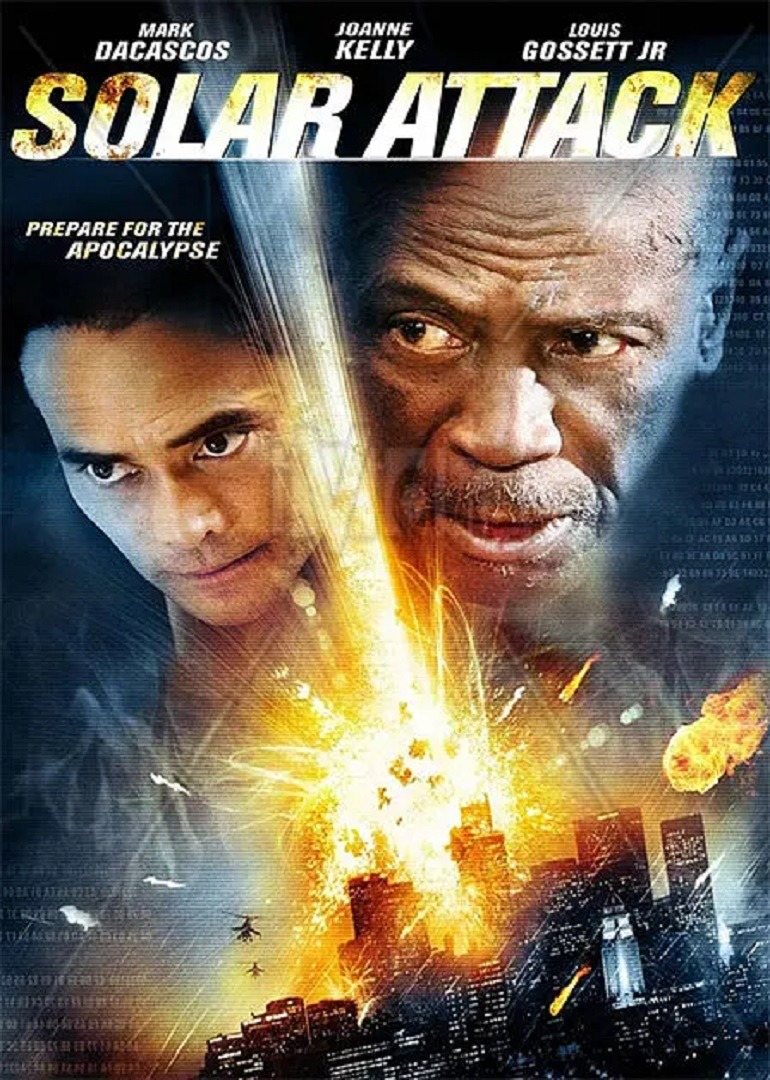 MARK DACASCOS
JOANNE KELLY
LOUIS GOSSETT JR
SOLAR ATTACK
PREPARE FOR THE
APOCALYPSE